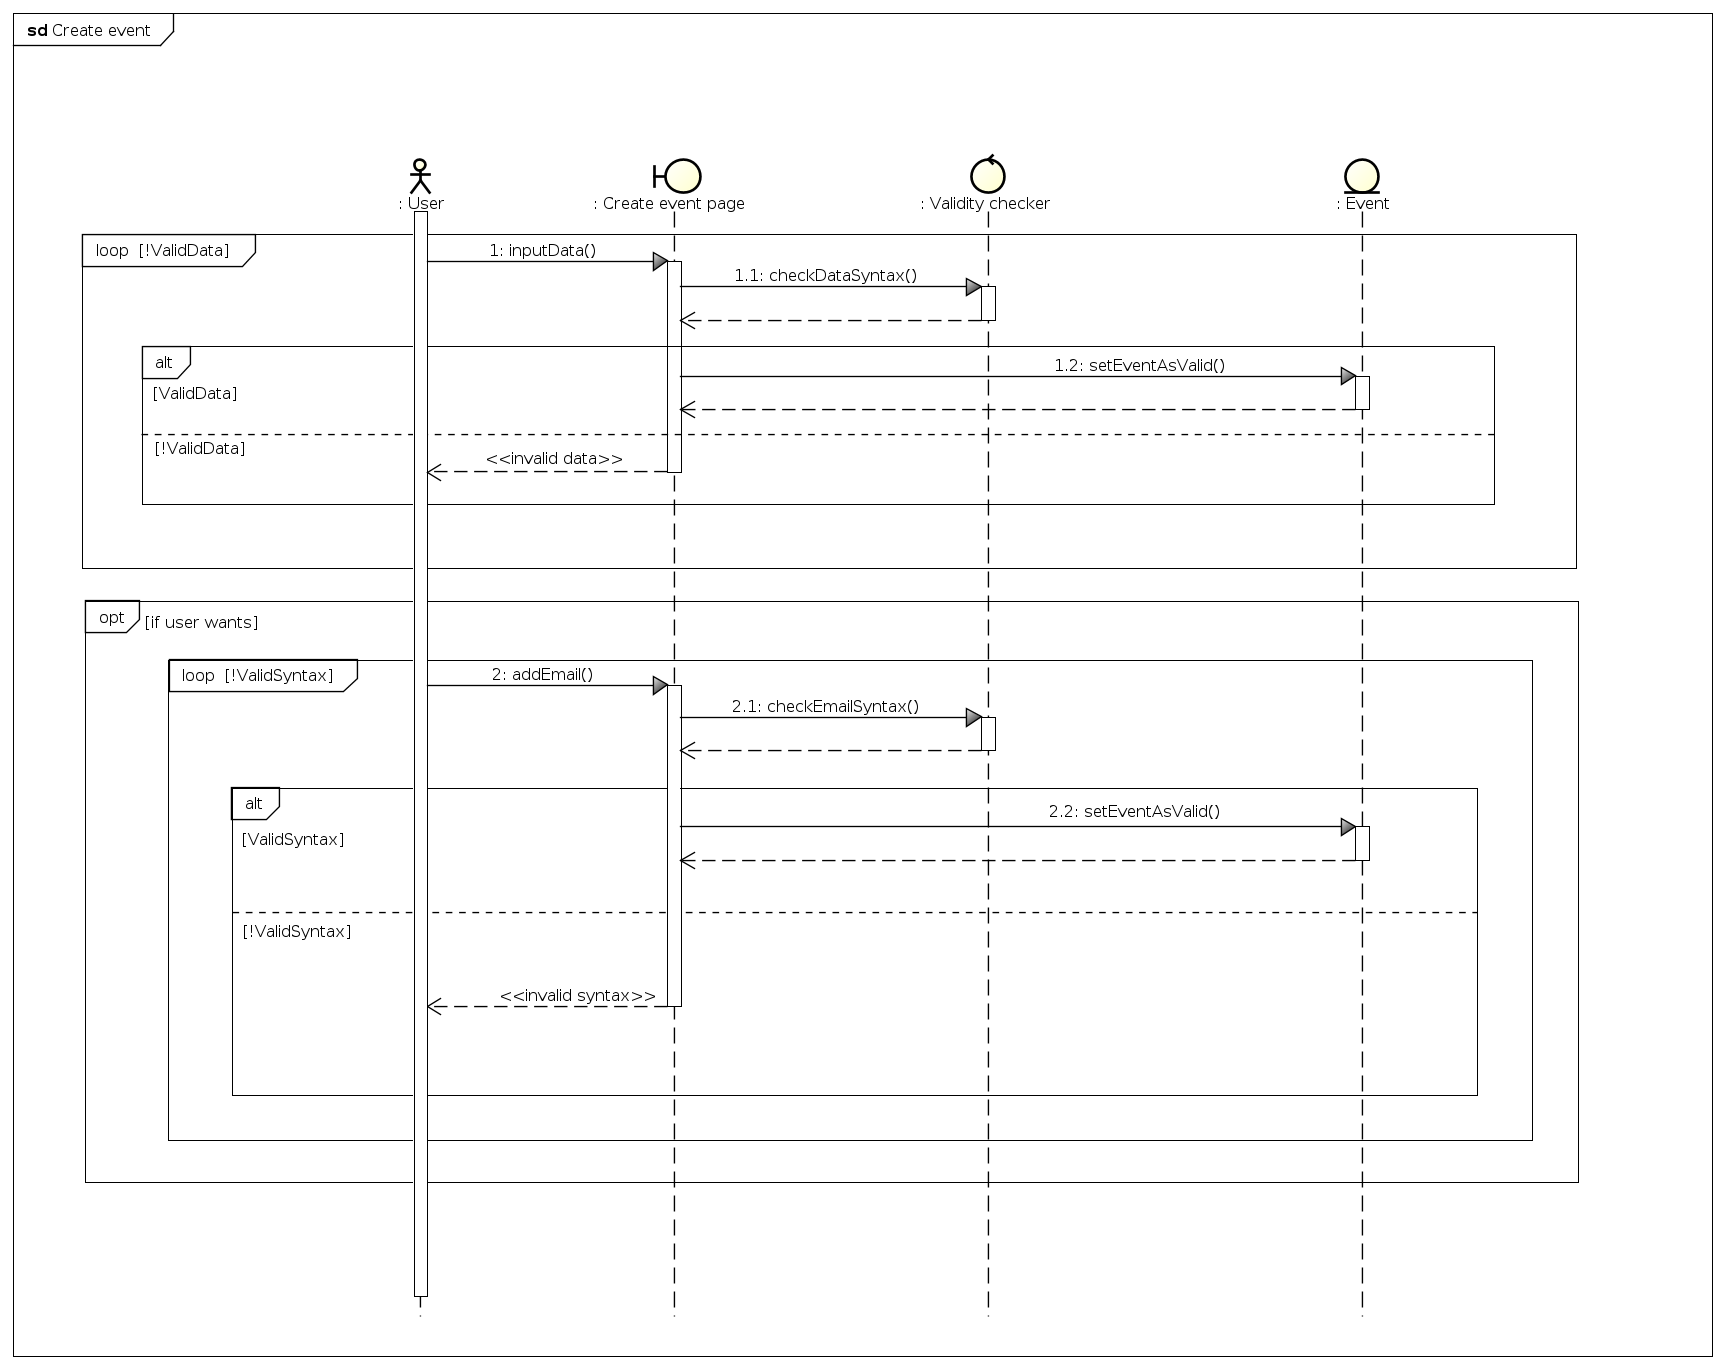 sd Create event
: User
: Create event page
: Validity checker
: Event
loop [!ValidData]
1: inputData()
1.1: checkDataSyntax()
alt
1.2: setEventAsValid()
[ValidData]
[!ValidData]
<<invalid data>>
opt
[if user wants]
loop [!ValidSyntax]
2: addEmail()
2.1: checkEmailSyntax()
alt
2.2: setEventAsValid()
[ValidSyntax]
[!ValidSyntax]
<<invalid syntax>>